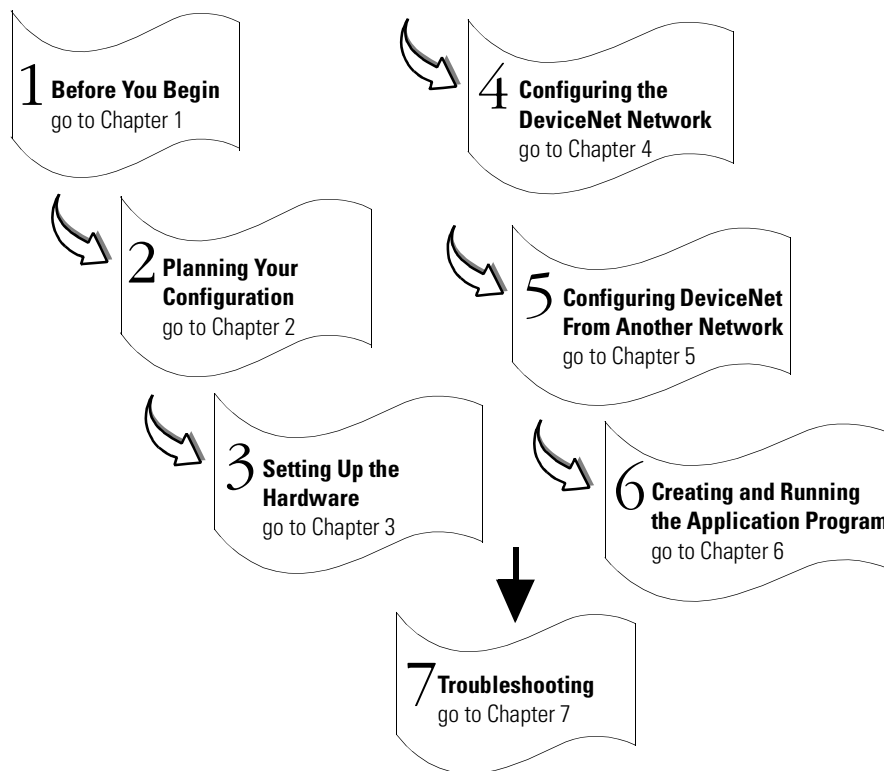 1 Before You Begin
go to Chapter 1
2 Planning Your
Configuration
go to Chapter 2
3 Setting Up the
Hardware
go to Chapter 3
4 Configuring the
DeviceNet Network
go to Chapter 4
5 Configuring DeviceNet
From Another Network
go to Chapter 5
6 Creating and Running
the Application Program
go to Chapter 6
7 Troubleshooting
go to Chapter 7